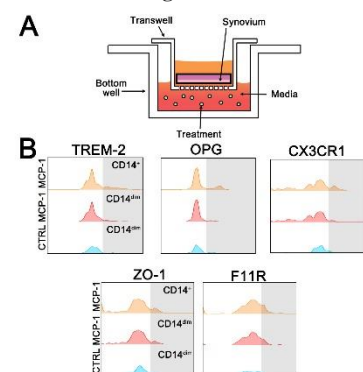 A
Transwell
Synovium
Bottom
well
Media
Treatment
B
TREM-2
OPG
CX3CR1
CD14+
CD14dim
CD14dim
CTRL MCP-1 MCP-1
ZO-1
F11R
CD14+
CD14dim
CD14dim
CTRL MCP-1 MCP-1